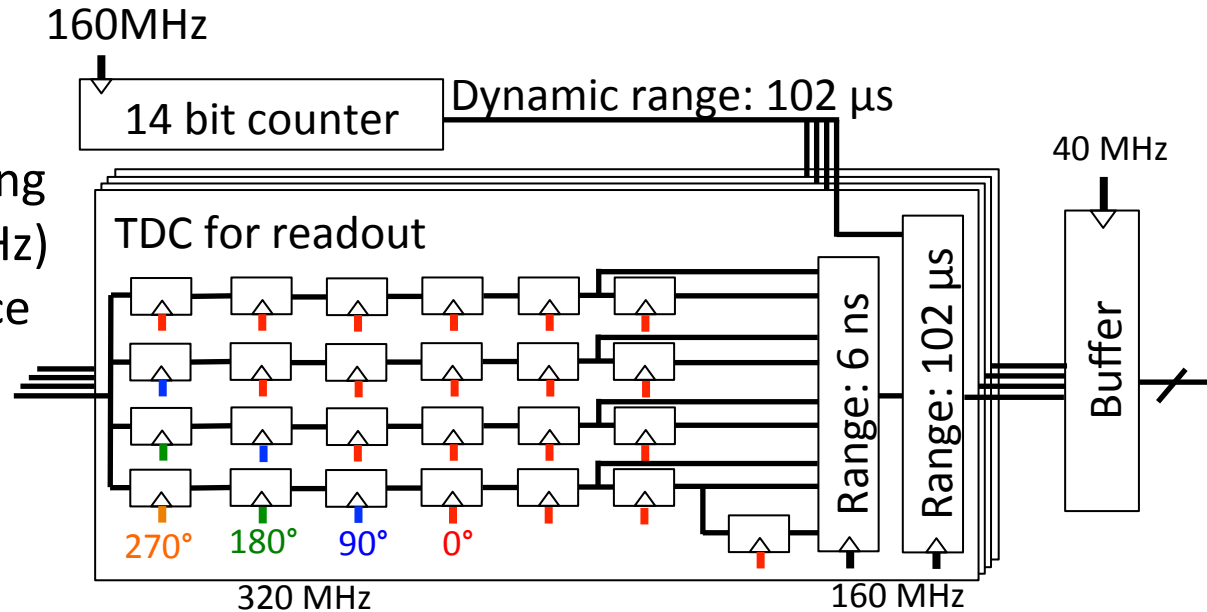 160MHz
14 bit counter
Dynamic range: 102 µs
40 MHz
TDC for readout
270° 180° 90° 0°
Range: 6 ns
Range: 102 µs
Buffer
320 MHz
160 MHz